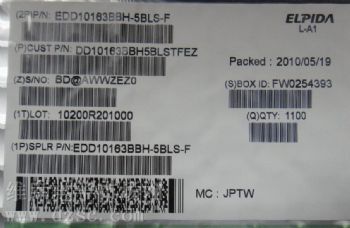 (2P)P/N: EDD10163BBH-5BLS-F
ELPIDA
L-A1
(P)CUST P/N: DD10163BH5BLSTFEZ
Packed : 2010/05/19
(Z)S/NO: BD@AWWZEZ0
(S)BOX ID: FW0254393
(1T)LOT: 10200R201000
(Q)QTY: 1100
(1P)SPLR P/N:EDD10163BBH-5BLS-F
MC : JPTW
www.dzsc.com